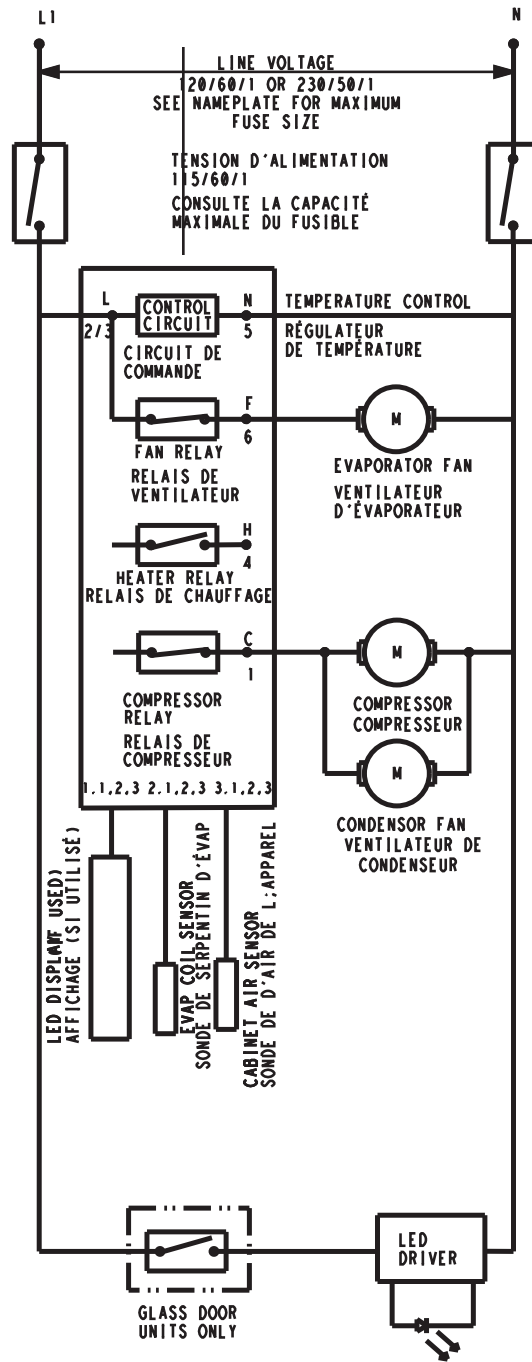 L1
N
LINE VOLTAGE
120/60/1 OR 230/50/1
SEE NAMEPLATE FOR MAXIMUM
FUSE SIZE
TENSION D'ALIMENTATION
115/60/1
CONSULTE LA CAPACITÉ
MAXIMALE DU FUSIBLE
L
2/3
CONTROL
CIRCUIT
N
5
CIRCUIT DE
COMMANDE
TEMPERATURE CONTROL
RÉGULATEUR
DE TEMPÉRATURE
F
6
FAN RELAY
RELAIS DE
VENTILATEUR
M
EVAPORATOR FAN
VENTILATEUR
D'ÉVAPORATEUR
H
4
HEATER RELAY
RELAIS DE CHAUFFAGE
C
1
COMPRESSOR
RELAY
RELAIS DE
COMPRESSEUR
M
COMPRESSOR
COMPRESSEUR
M
CONDENSOR FAN
VENTILATEUR DE
CONDENSEUR
1.1,2,3 2.1,2,3 3.1,2,3
LED USED)
AFFICHAGE (SI UTILISÉ)
EVAP COIL SENSOR
SONDE DE SERPENTIN D'ÉVAP
CABINET AIR SENSOR
SONDE DE D'AIR DE L;APPAREL
GLASS DOOR
UNITS ONLY
LED
DRIVER